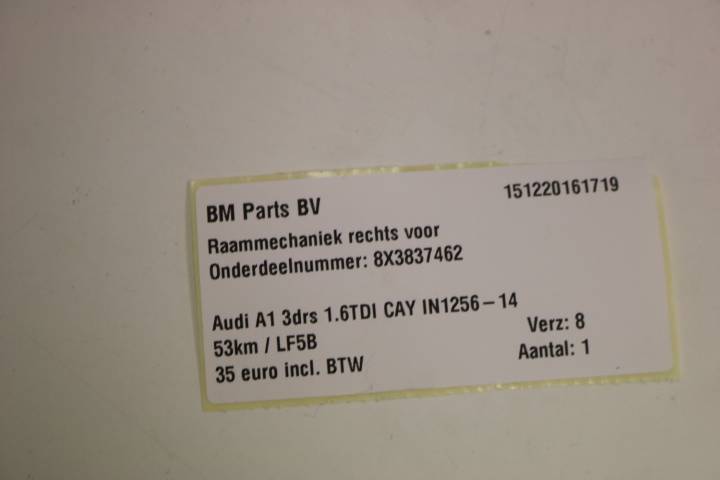 BM Parts BV 151220161719
Raammechaniek rechts voor
Onderdeelnummer: 8X3837462
Audi A1 3drs 1.6TDI CAY IN1256-14
53km / LF5B Verz: 8
35 euro incl. BTW Aantal: 1